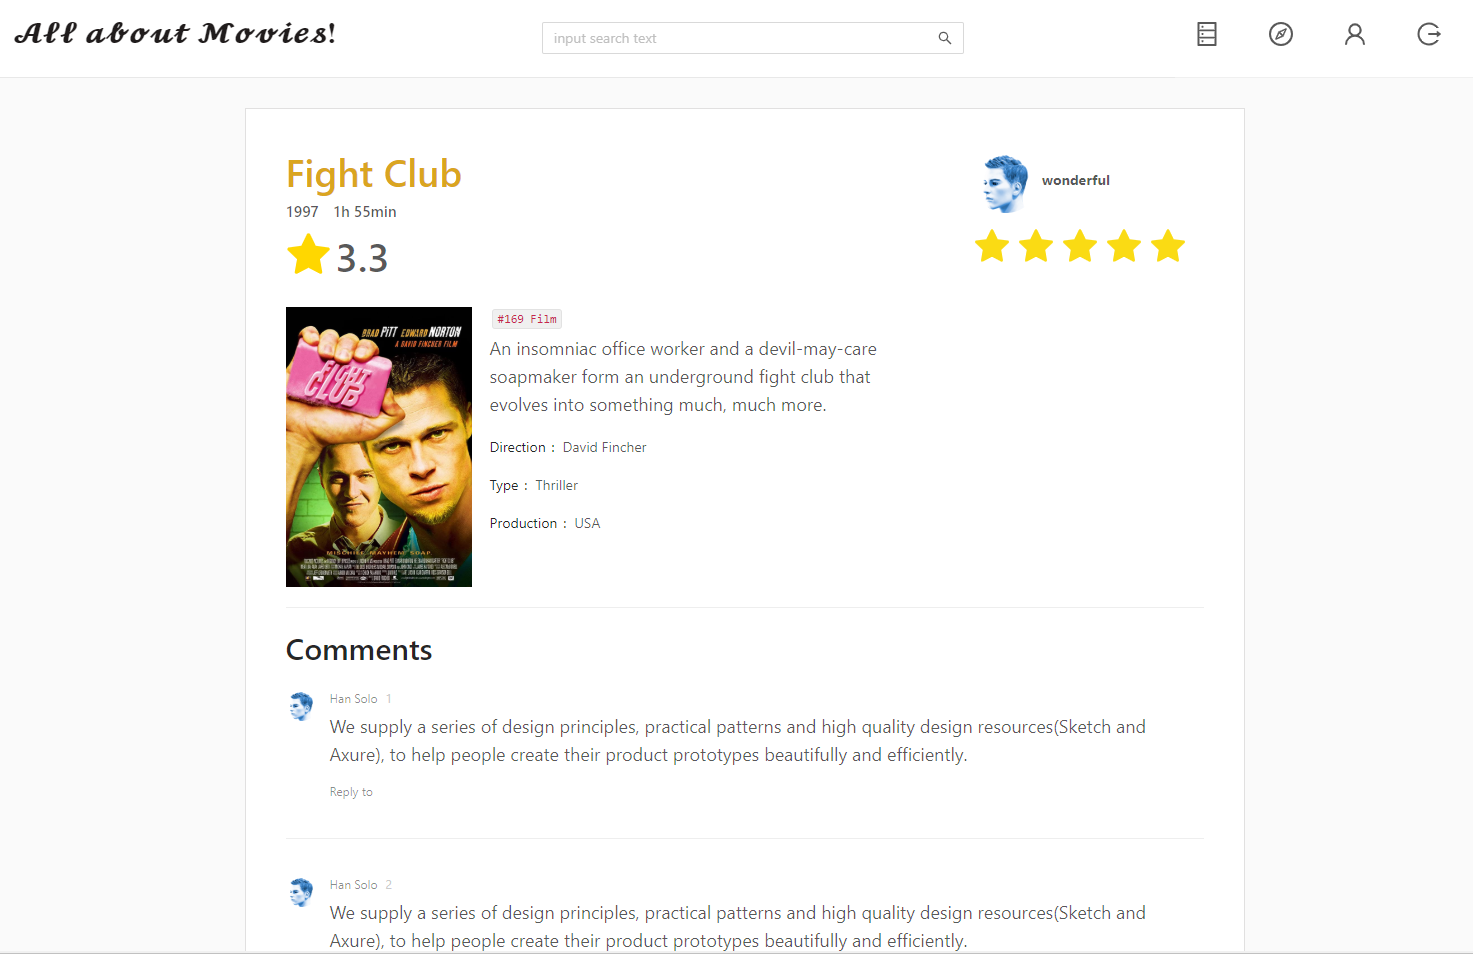 All about Movies!
input search text
Fight Club
wonderful
1997 1h 55min
3.3
BRAD PITT EDWARD NORTON
A DAVID FINCHER FILM
FIGHT
CLUB
MISCHIEF. MAYHEM. SOAP.
#169 Film
An insomniac office worker and a devil-may-care
soapmaker form an underground fight club that
evolves into something much, much more.
Direction : David Fincher
Type : Thriller
Production : USA
Comments
Han Solo 1
We supply a series of design principles, practical patterns and high quality design resources(Sketch and
Axure), to help people create their product prototypes beautifully and efficiently.
Reply to
Han Solo 2
We supply a series of design principles, practical patterns and high quality design resources(Sketch and
Axure), to help people create their product prototypes beautifully and efficiently.